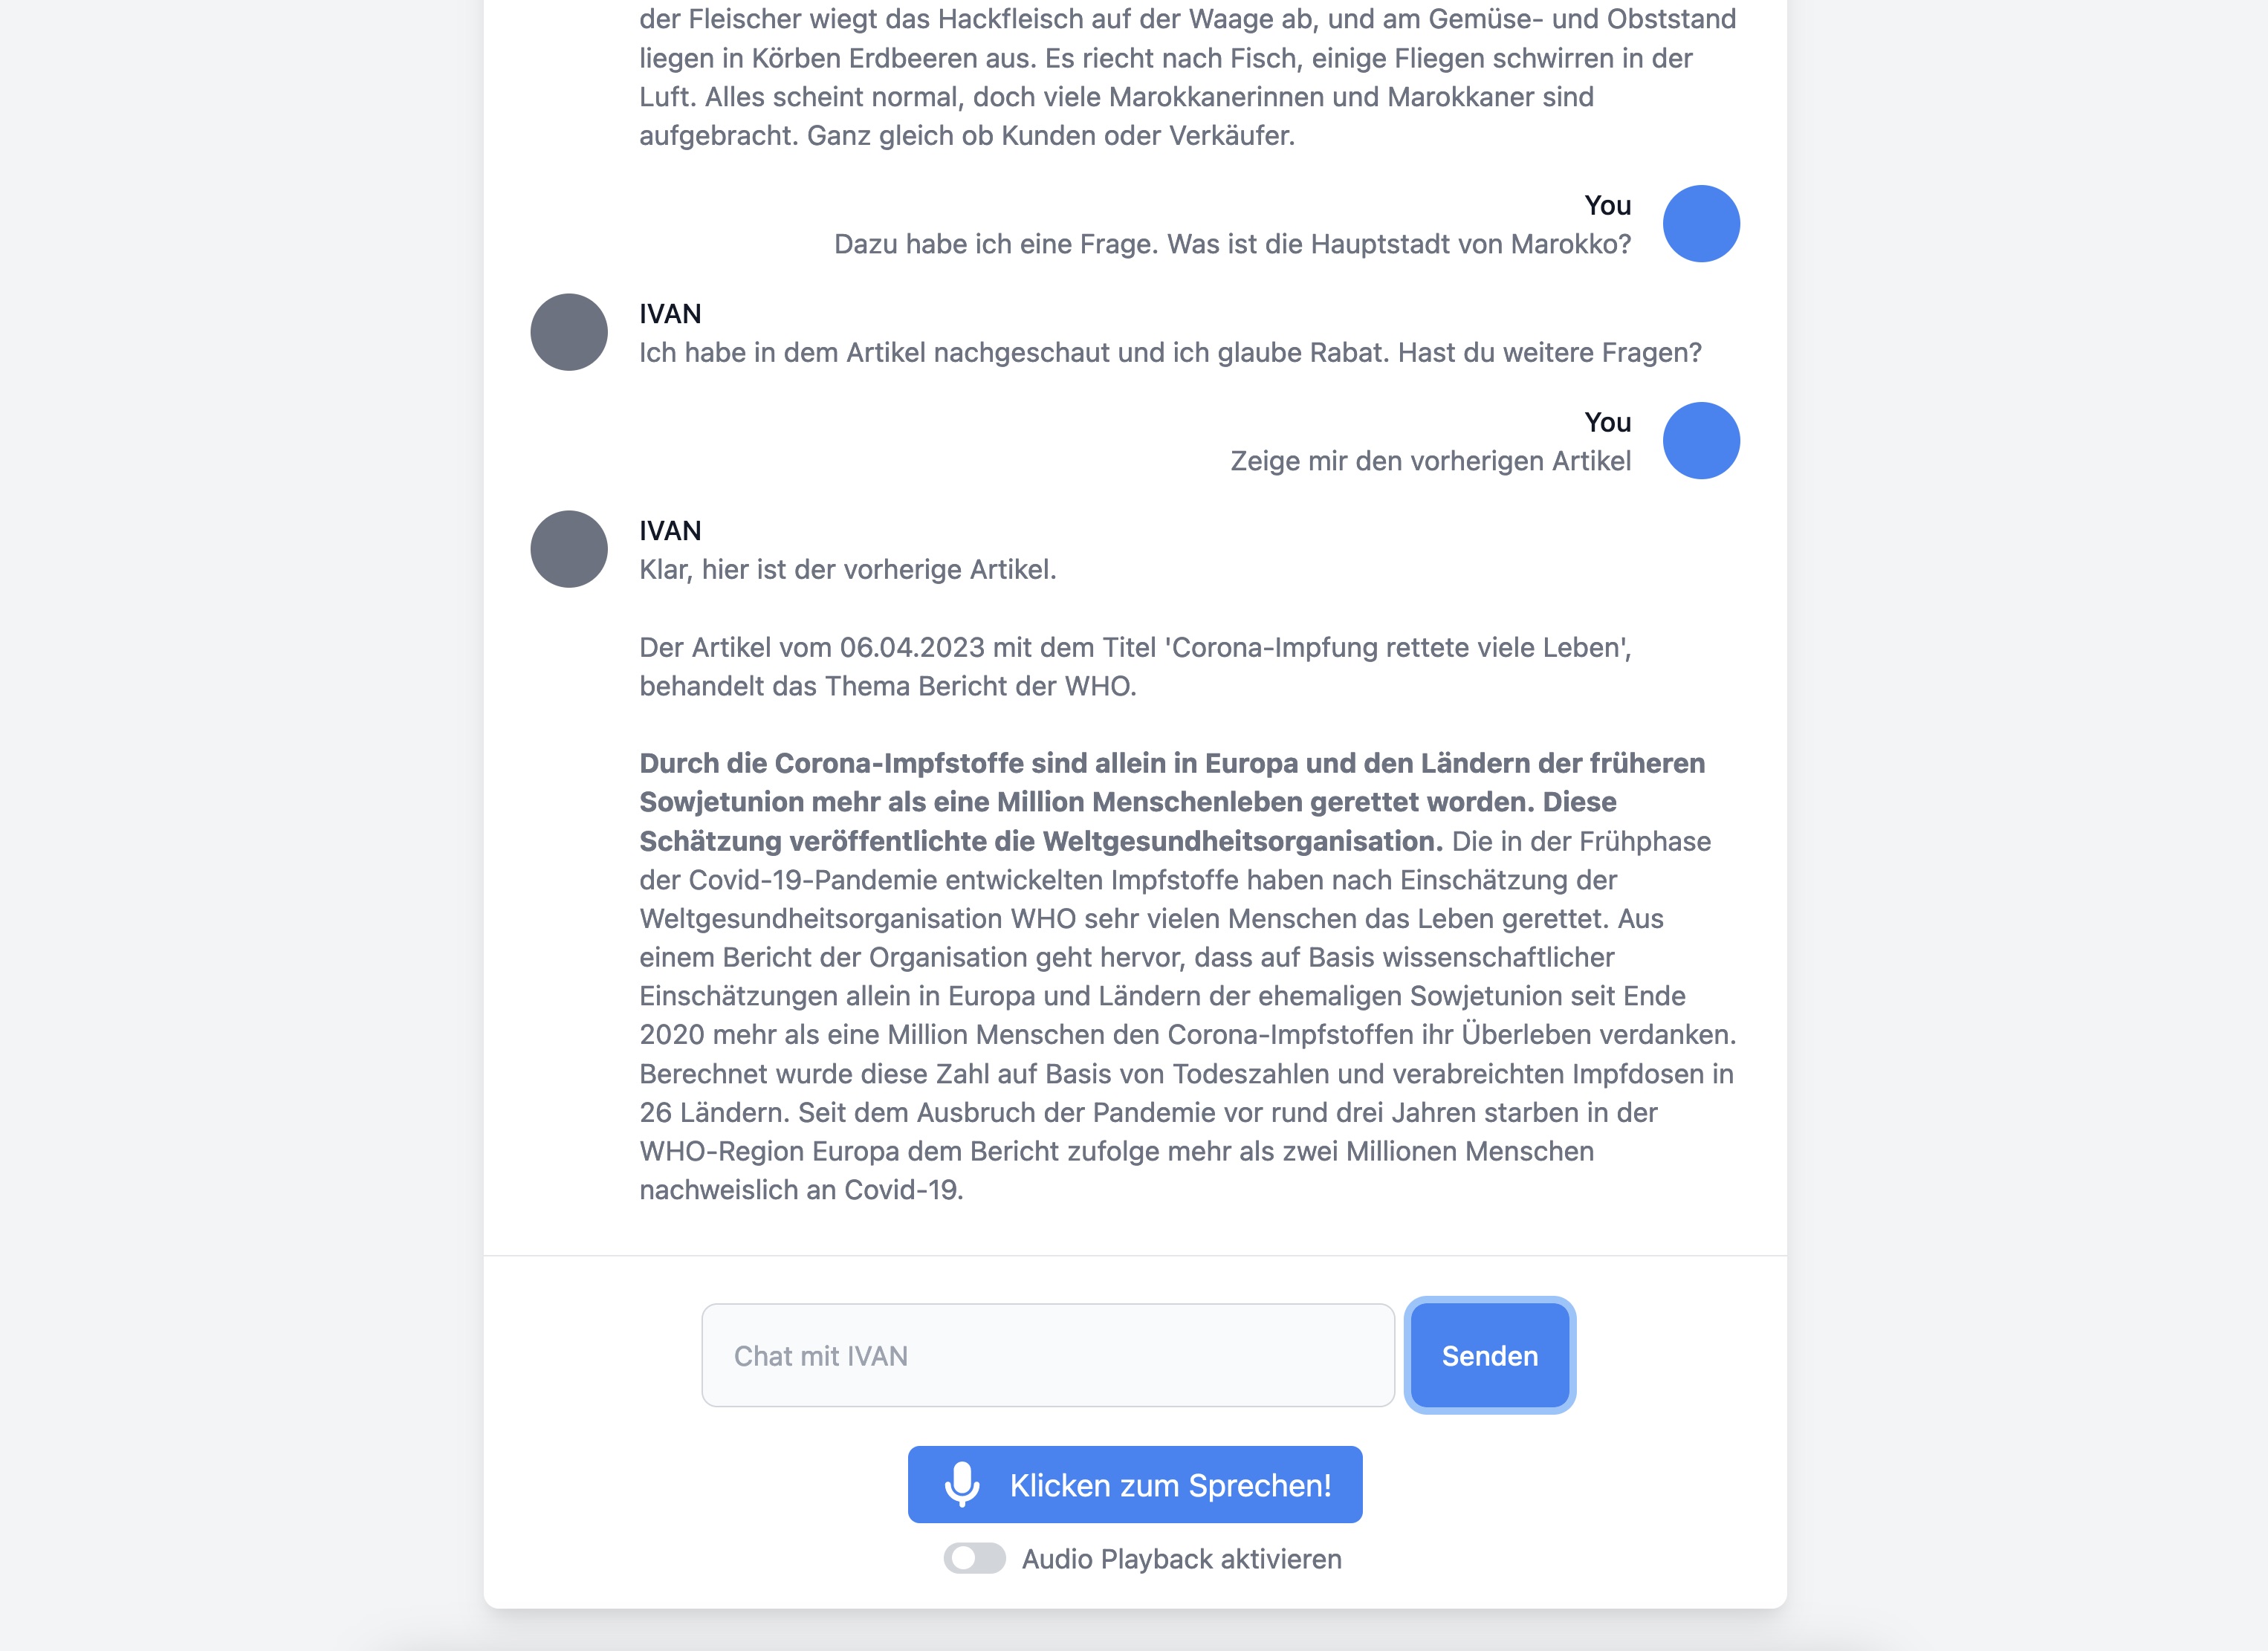 der Fleischer wiegt das Hackfleisch auf der Waage ab, und am Gemüse- und Obststand
liegen in Körben Erdbeeren aus. Es riecht nach Fisch, einige Fliegen schwirren in der
Luft. Alles scheint normal, doch viele Marokkanerinnen und Marokkaner sind
aufgebracht. Ganz gleich ob Kunden oder Verkäufer.
You
Dazu habe ich eine Frage. Was ist die Hauptstadt von Marokko?
IVAN
Ich habe in dem Artikel nachgeschaut und ich glaube Rabat. Hast du weitere Fragen?
You
Zeige mir den vorherigen Artikel
IVAN
Klar, hier ist der vorherige Artikel.
Der Artikel vom 06.04.2023 mit dem Titel 'Corona-Impfung rettete viele Leben',
behandelt das Thema Bericht der WHO.
Durch die Corona-Impfstoffe sind allein in Europa und den Ländern der früheren
Sowjetunion mehr als eine Million Menschenleben gerettet worden. Diese
Schätzung veröffentlichte die Weltgesundheitsorganisation. Die in der Frühphase
der Covid-19-Pandemie entwickelten Impfstoffe haben nach Einschätzung der
Weltgesundheitsorganisation WHO sehr vielen Menschen das Leben gerettet. Aus
einem Bericht der Organisation geht hervor, dass auf Basis wissenschaftlicher
Einschätzungen allein in Europa und Ländern der ehemaligen Sowjetunion seit Ende
2020 mehr als eine Million Menschen den Corona-Impfstoffen ihr Überleben verdanken.
Berechnet wurde diese Zahl auf Basis von Todeszahlen und verabreichten Impfdosen in
26 Ländern. Seit dem Ausbruch der Pandemie vor rund drei Jahren starben in der
WHO-Region Europa dem Bericht zufolge mehr als zwei Millionen Menschen
nachweislich an Covid-19.
Chat mit IVAN
Senden
Klicken zum Sprechen!
Audio Playback aktivieren